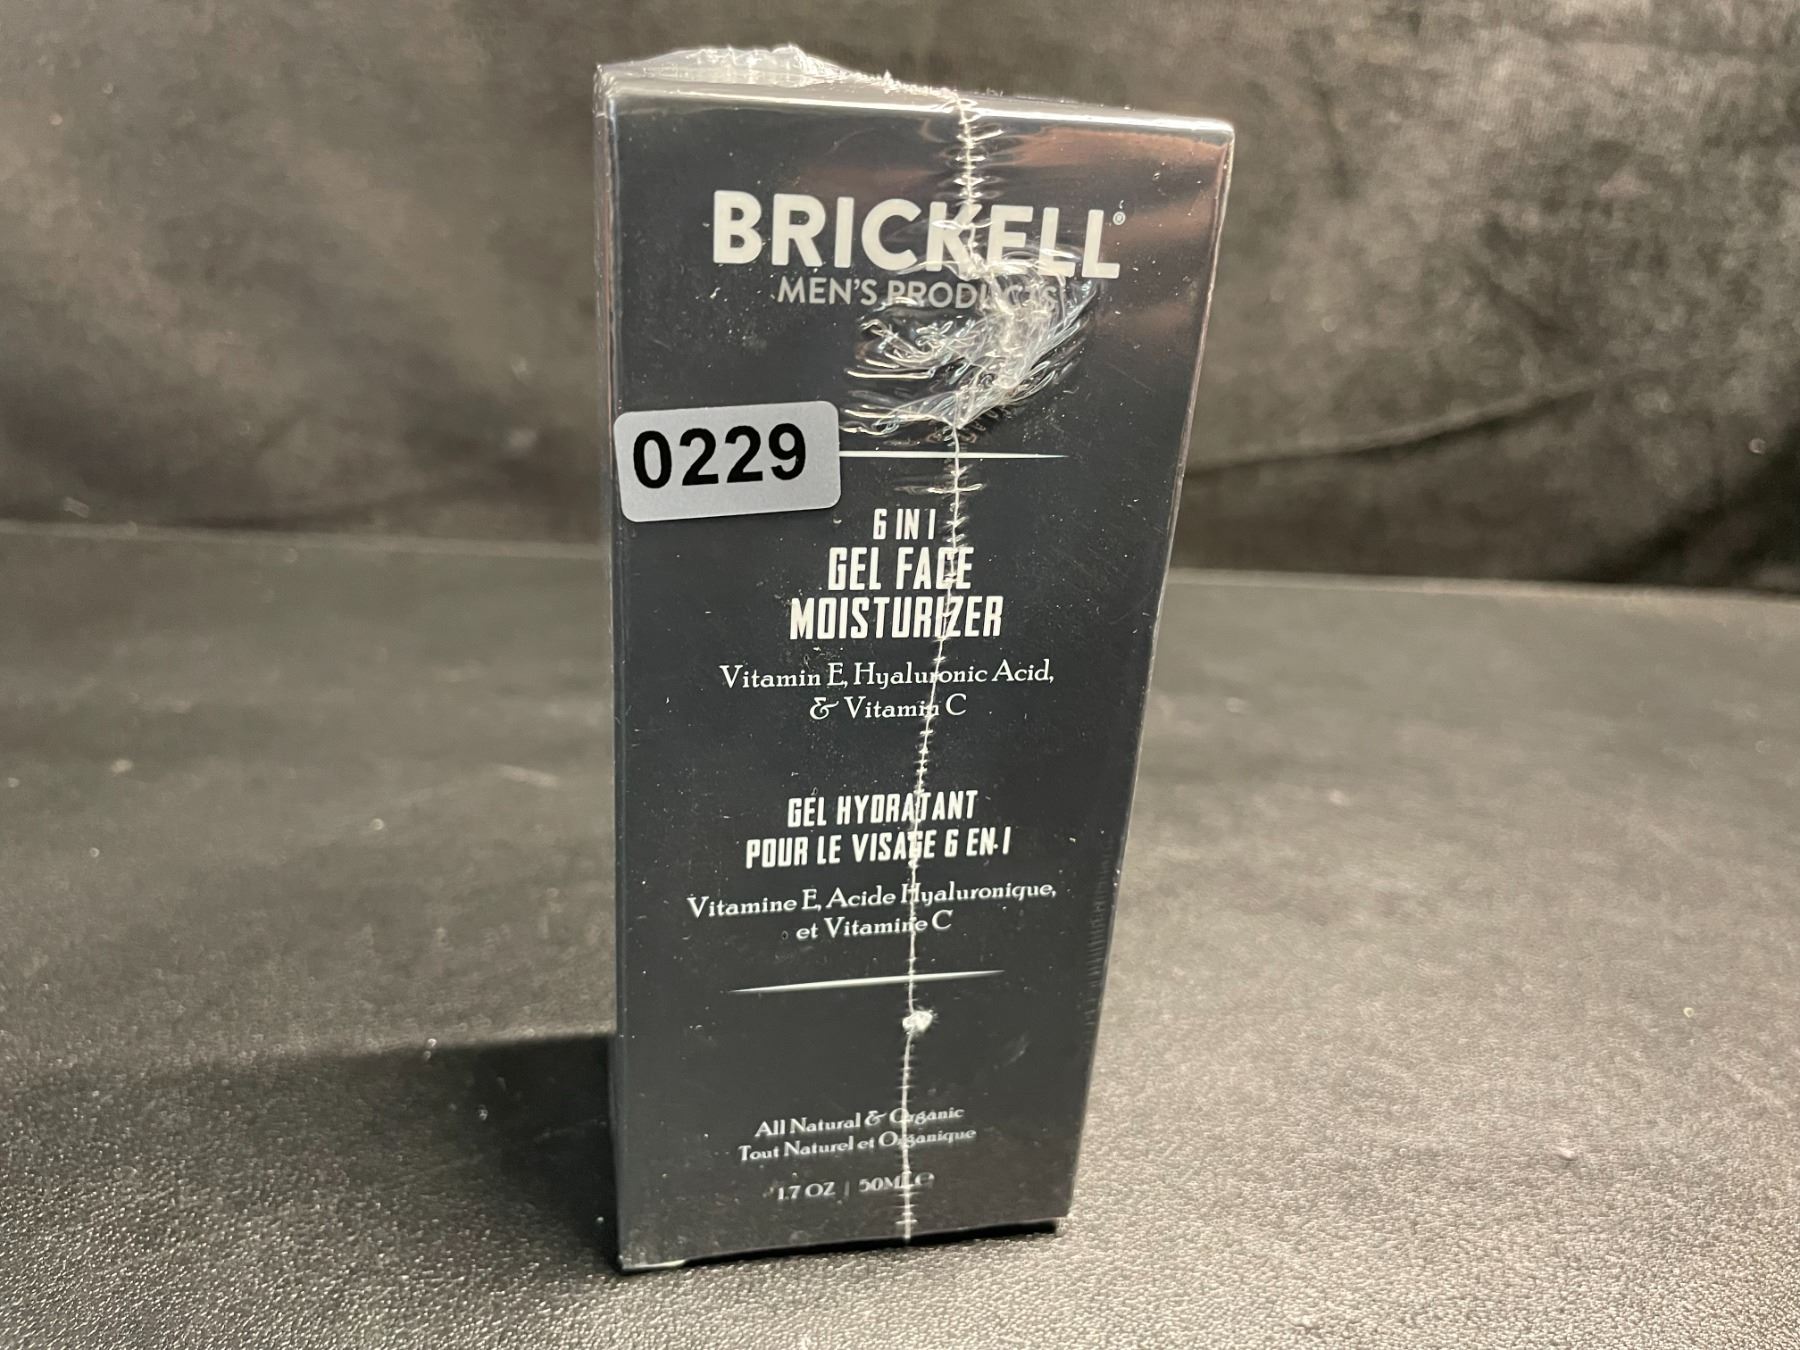 BRICKELL®
MEN'S PRODUCTS
0229
6 IN 1
GEL FACE
MOISTURIZER
Vitamin E, Hyaluronic Acid,
& Vitamin C
GEL HYDRATANT
POUR LE VISAGE 6 EN 1
Vitamine E, Acide Hyaluronique,
et Vitamine C
All Natural & Organic
Tout Naturel et Organique
1.7 OZ | 50ML ℮